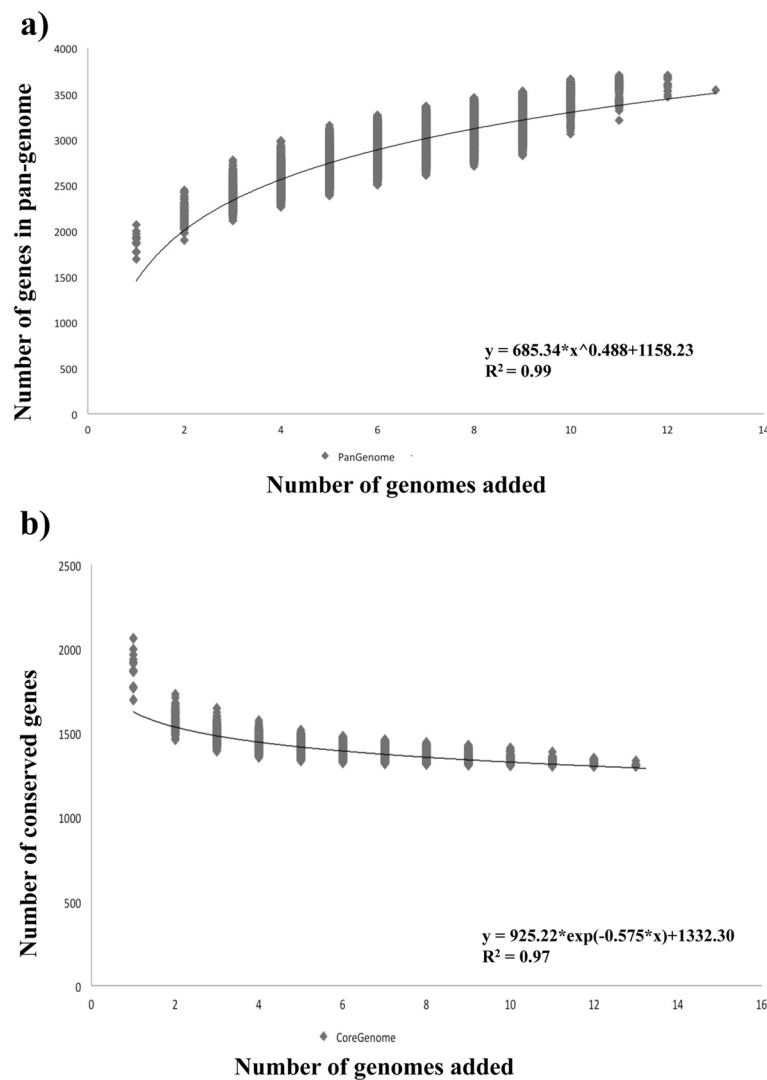 a)
Number of genes in pan-genome
4000
3500
3000
2500
2000
1500
1000
500
0
0 2 4 6 8 10 12 14
y = 685.34*x^0.488+1158.23
R² = 0.99
PanGenome
Number of genomes added
b)
Number of conserved genes
2500
2000
1500
1000
500
0
0 2 4 6 8 10 12 14 16
y = 925.22*exp(-0.575*x)+1332.30
R² = 0.97
CoreGenome
Number of genomes added